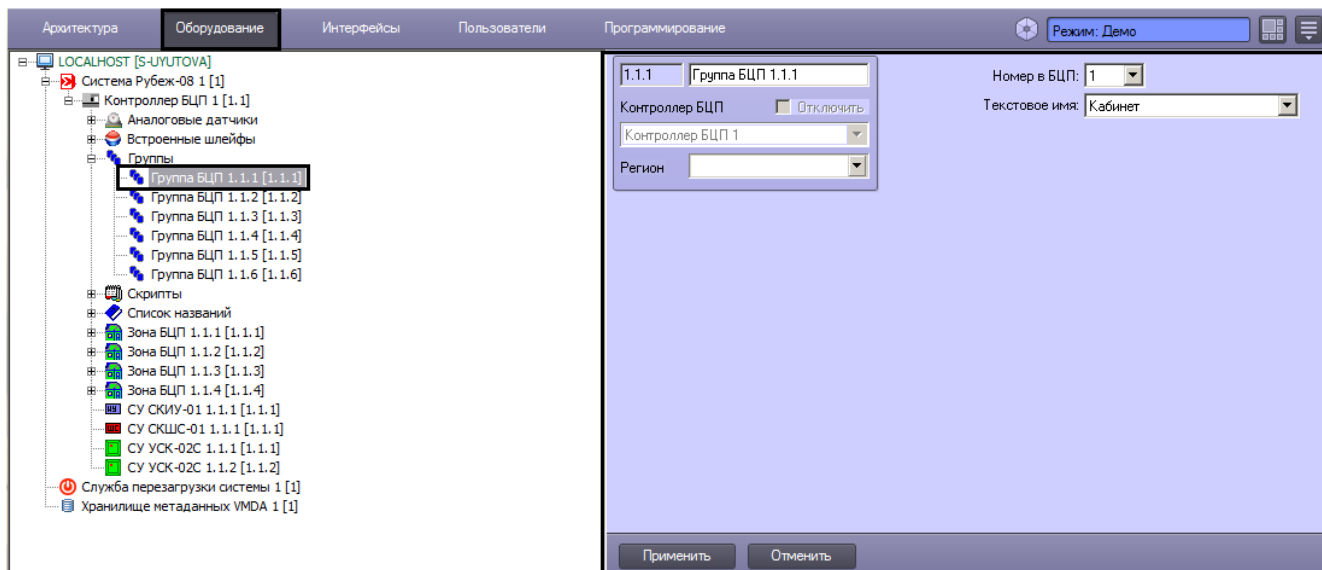 Архитектура
Оборудование
Интерфейсы
Пользователи
Программирование
Режим: Демо
LOCALHOST [S-UYUTOVA]
Система Рубеж-08 1 [1]
Контроллер БЦП 1 [1.1]
Аналоговые датчики
Встроенные шлейфы
Группы
Группа БЦП 1.1.1 [1.1.1]
Группа БЦП 1.1.2 [1.1.2]
Группа БЦП 1.1.3 [1.1.3]
Группа БЦП 1.1.4 [1.1.4]
Группа БЦП 1.1.5 [1.1.5]
Группа БЦП 1.1.6 [1.1.6]
Скрипты
Список названий
Зона БЦП 1.1.1 [1.1.1]
Зона БЦП 1.1.2 [1.1.2]
Зона БЦП 1.1.3 [1.1.3]
Зона БЦП 1.1.4 [1.1.4]
СУ СКИУ-01 1.1.1 [1.1.1]
СУ СКШС-01 1.1.1 [1.1.1]
СУ УСК-02С 1.1.1 [1.1.1]
СУ УСК-02С 1.1.2 [1.1.2]
Служба перезагрузки системы 1 [1]
Хранилище метаданных VMDA 1 [1]
1.1.1 Группа БЦП 1.1.1
Контроллер БЦП Отключить
Контроллер БЦП 1
Регион
Номер в БЦП: 1
Текстовое имя: Кабинет
Применить
Отменить